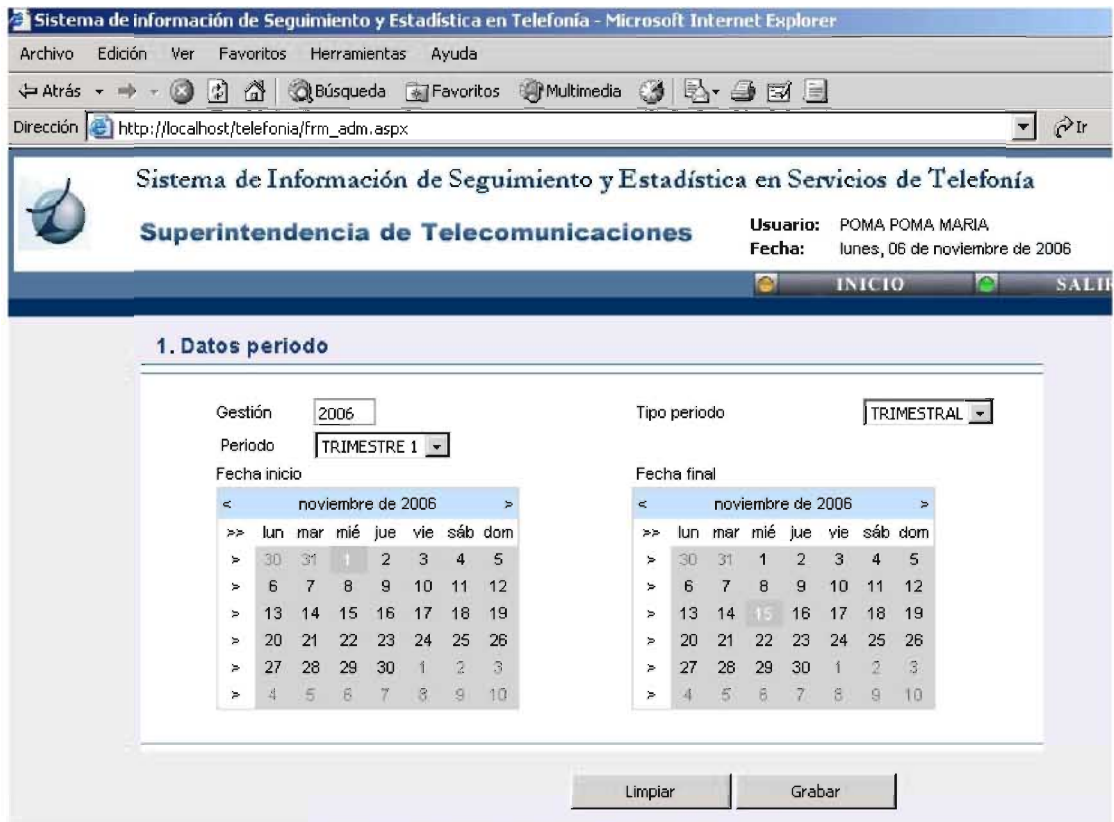 Sistema de información de Seguimiento y Estadística en Telefonía - Microsoft Internet Explorer
Archivo Edición Ver Favoritos Herramientas Ayuda
Atrás Búsqueda Favoritos Multimedia
Dirección http://localhost/telefonia/frm_adm.aspx Ir
Sistema de Información de Seguimiento y Estadística en Servicios de Telefonía
Superintendencia de Telecomunicaciones
Usuario: POMA POMA MARIA
Fecha: lunes, 06 de noviembre de 2006
INICIO SALIR
1. Datos periodo
Gestión 2006 Tipo periodo TRIMESTRAL
Periodo TRIMESTRE 1
Fecha inicio
< noviembre de 2006 >
>> lun mar mié jue vie sáb dom
> 30 31 1 2 3 4 5
> 6 7 8 9 10 11 12
> 13 14 15 16 17 18 19
> 20 21 22 23 24 25 26
> 27 28 29 30 1 2 3
> 4 5 6 7 8 9 10
Fecha final
< noviembre de 2006 >
>> lun mar mié jue vie sáb dom
> 30 31 1 2 3 4 5
> 6 7 8 9 10 11 12
> 13 14 15 16 17 18 19
> 20 21 22 23 24 25 26
> 27 28 29 30 1 2 3
> 4 5 6 7 8 9 10
Limpiar Grabar